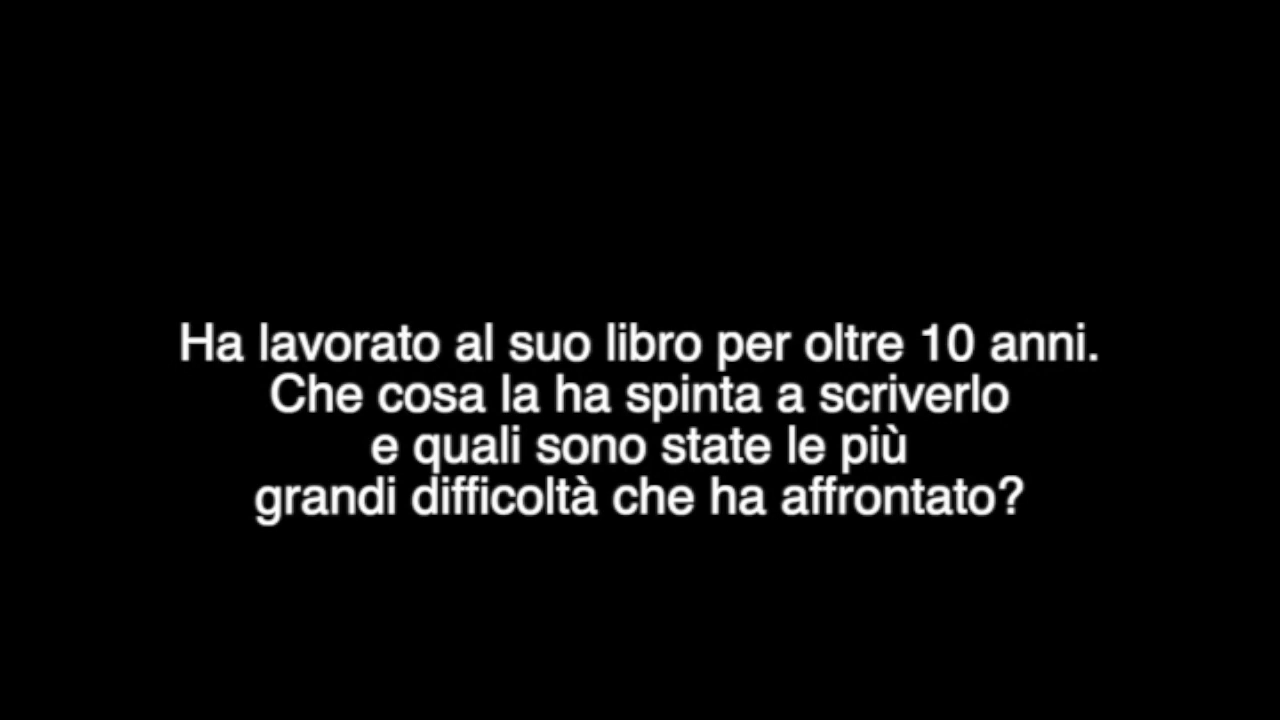 Ha lavorato al suo libro per oltre 10 anni.
Che cosa la ha spinta a scriverlo
e quali sono state le più
grandi difficoltà che ha affrontato?